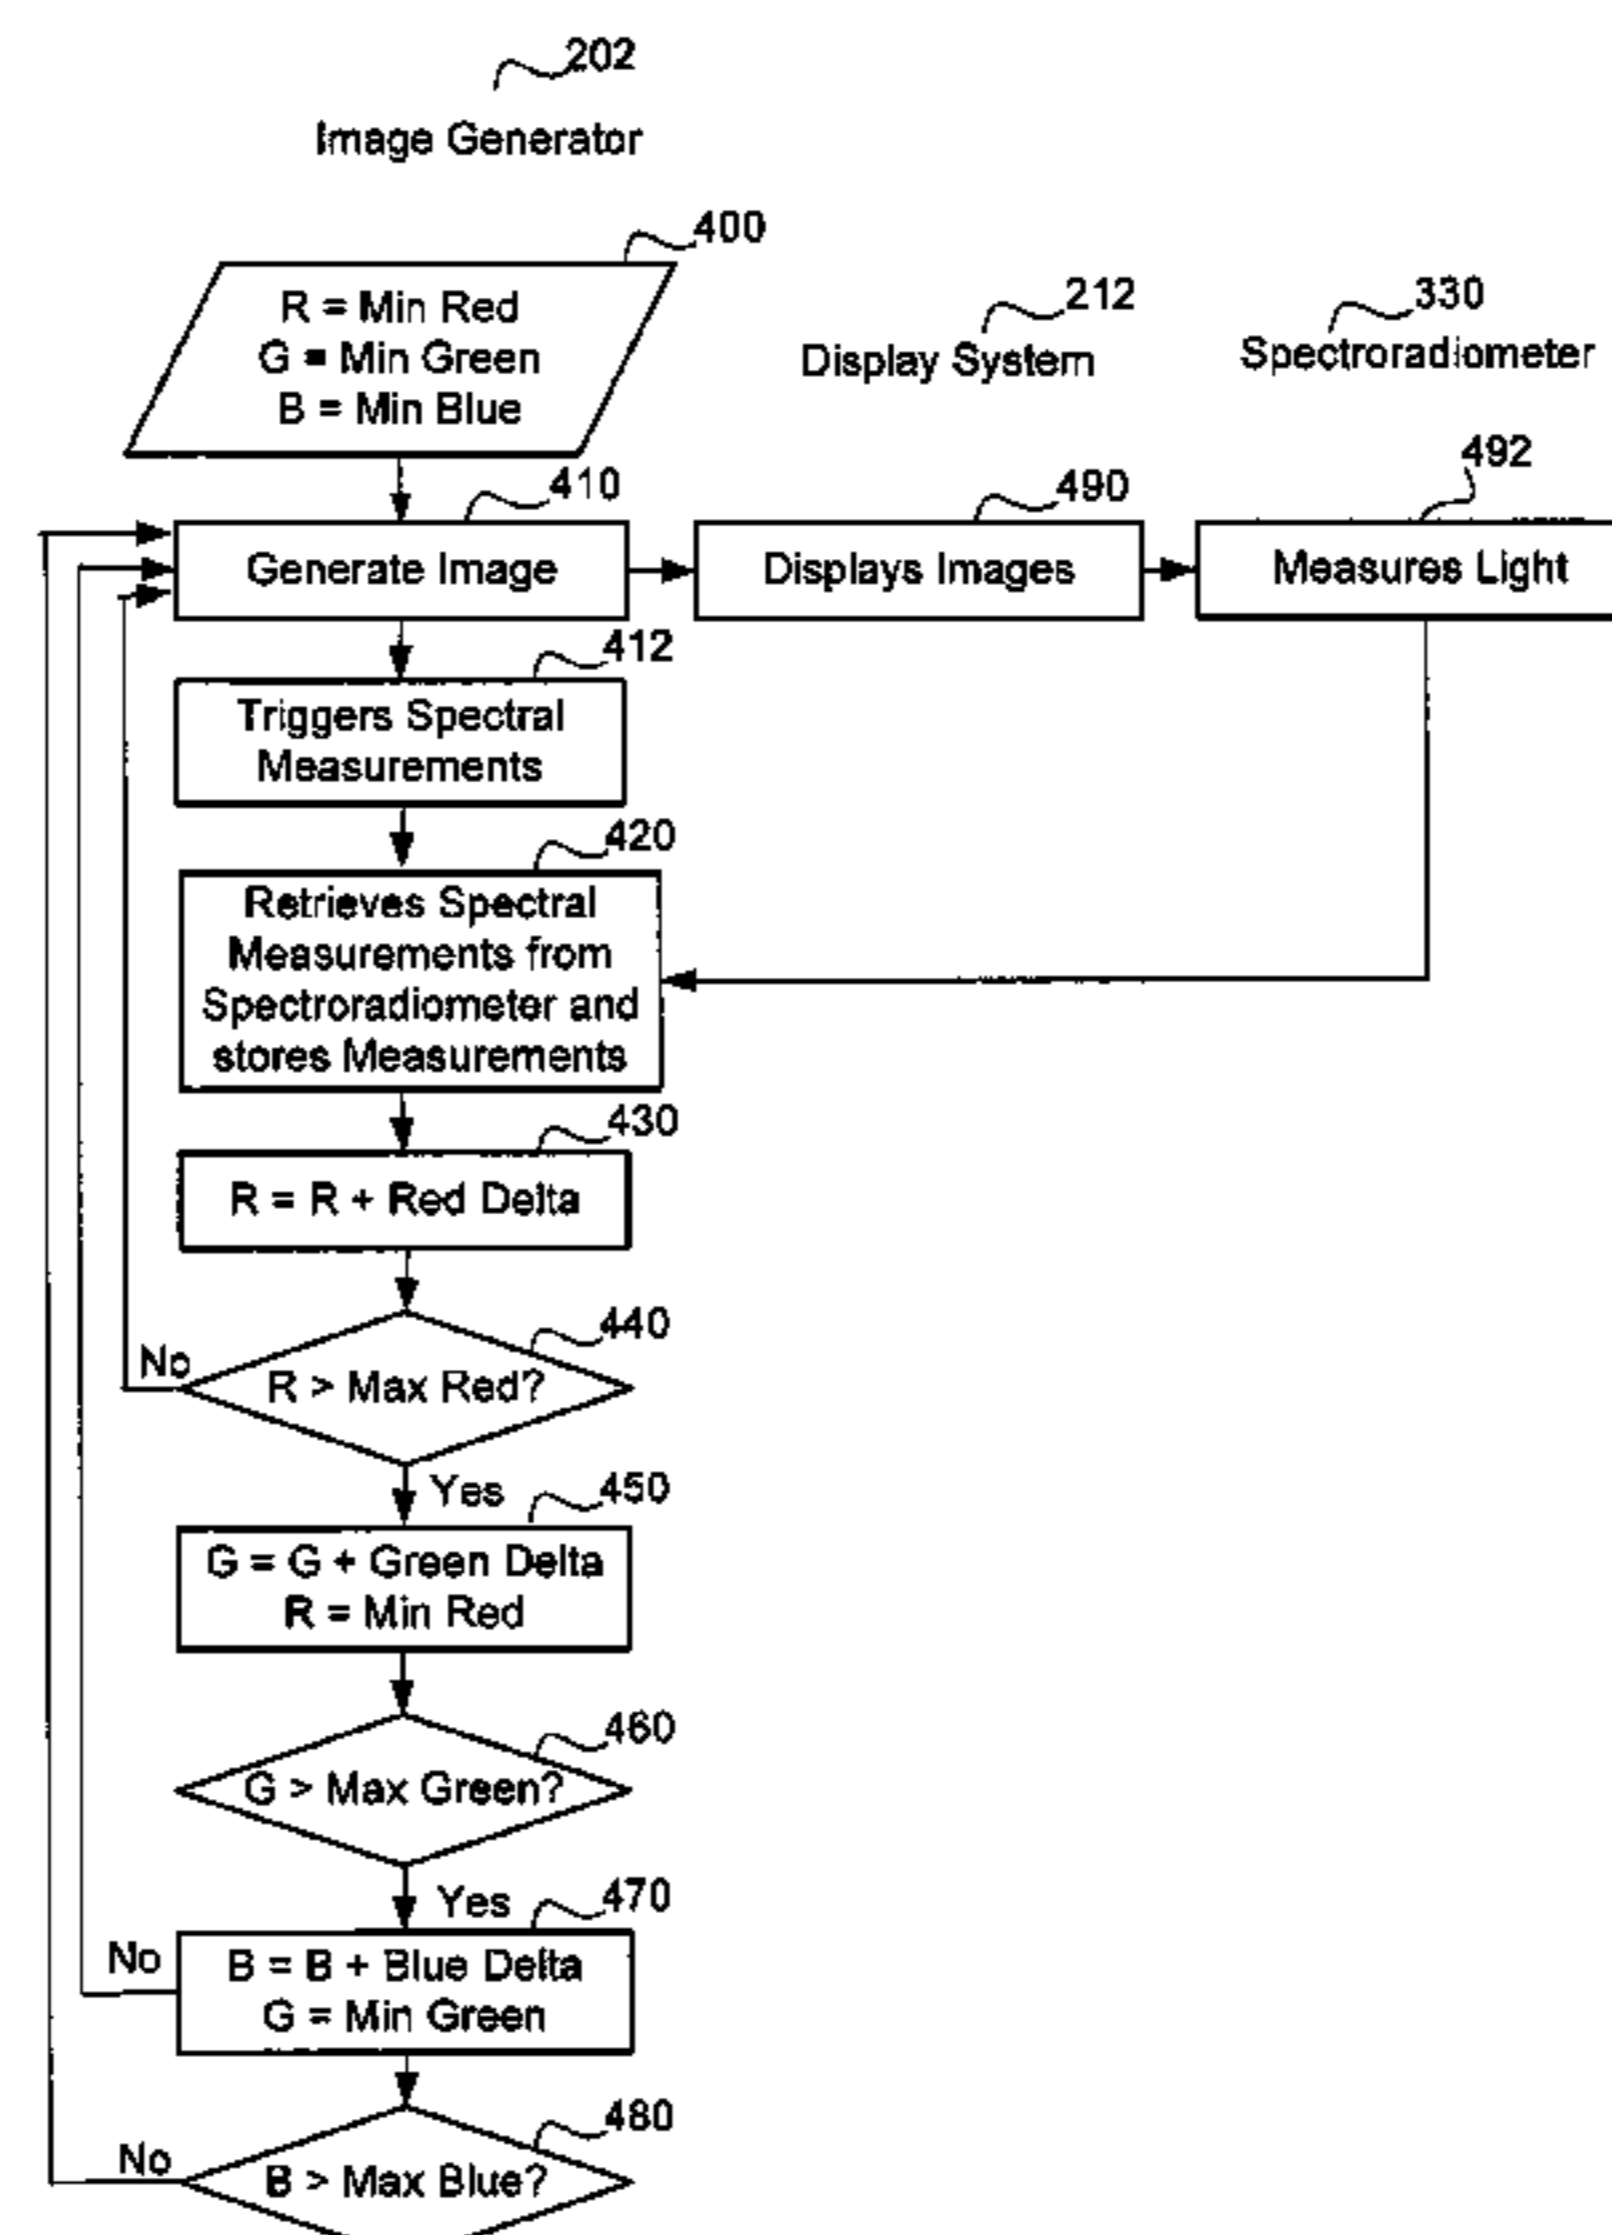 202
Image Generator
400
R = Min Red
G = Min Green
B = Min Blue
212
Display System
330
Spectroradiometer
410
Generate Image
490
Displays Images
492
Measures Light
412
Triggers Spectral
Measurements
420
Retrieves Spectral
Measurements from
Spectroradiometer and
stores Measurements
430
R = R + Red Delta
440
No
R > Max Red?
Yes
450
G = G + Green Delta
R = Min Red
460
G > Max Green?
Yes
470
No
B = B + Blue Delta
G = Min Green
480
No
B > Max Blue?